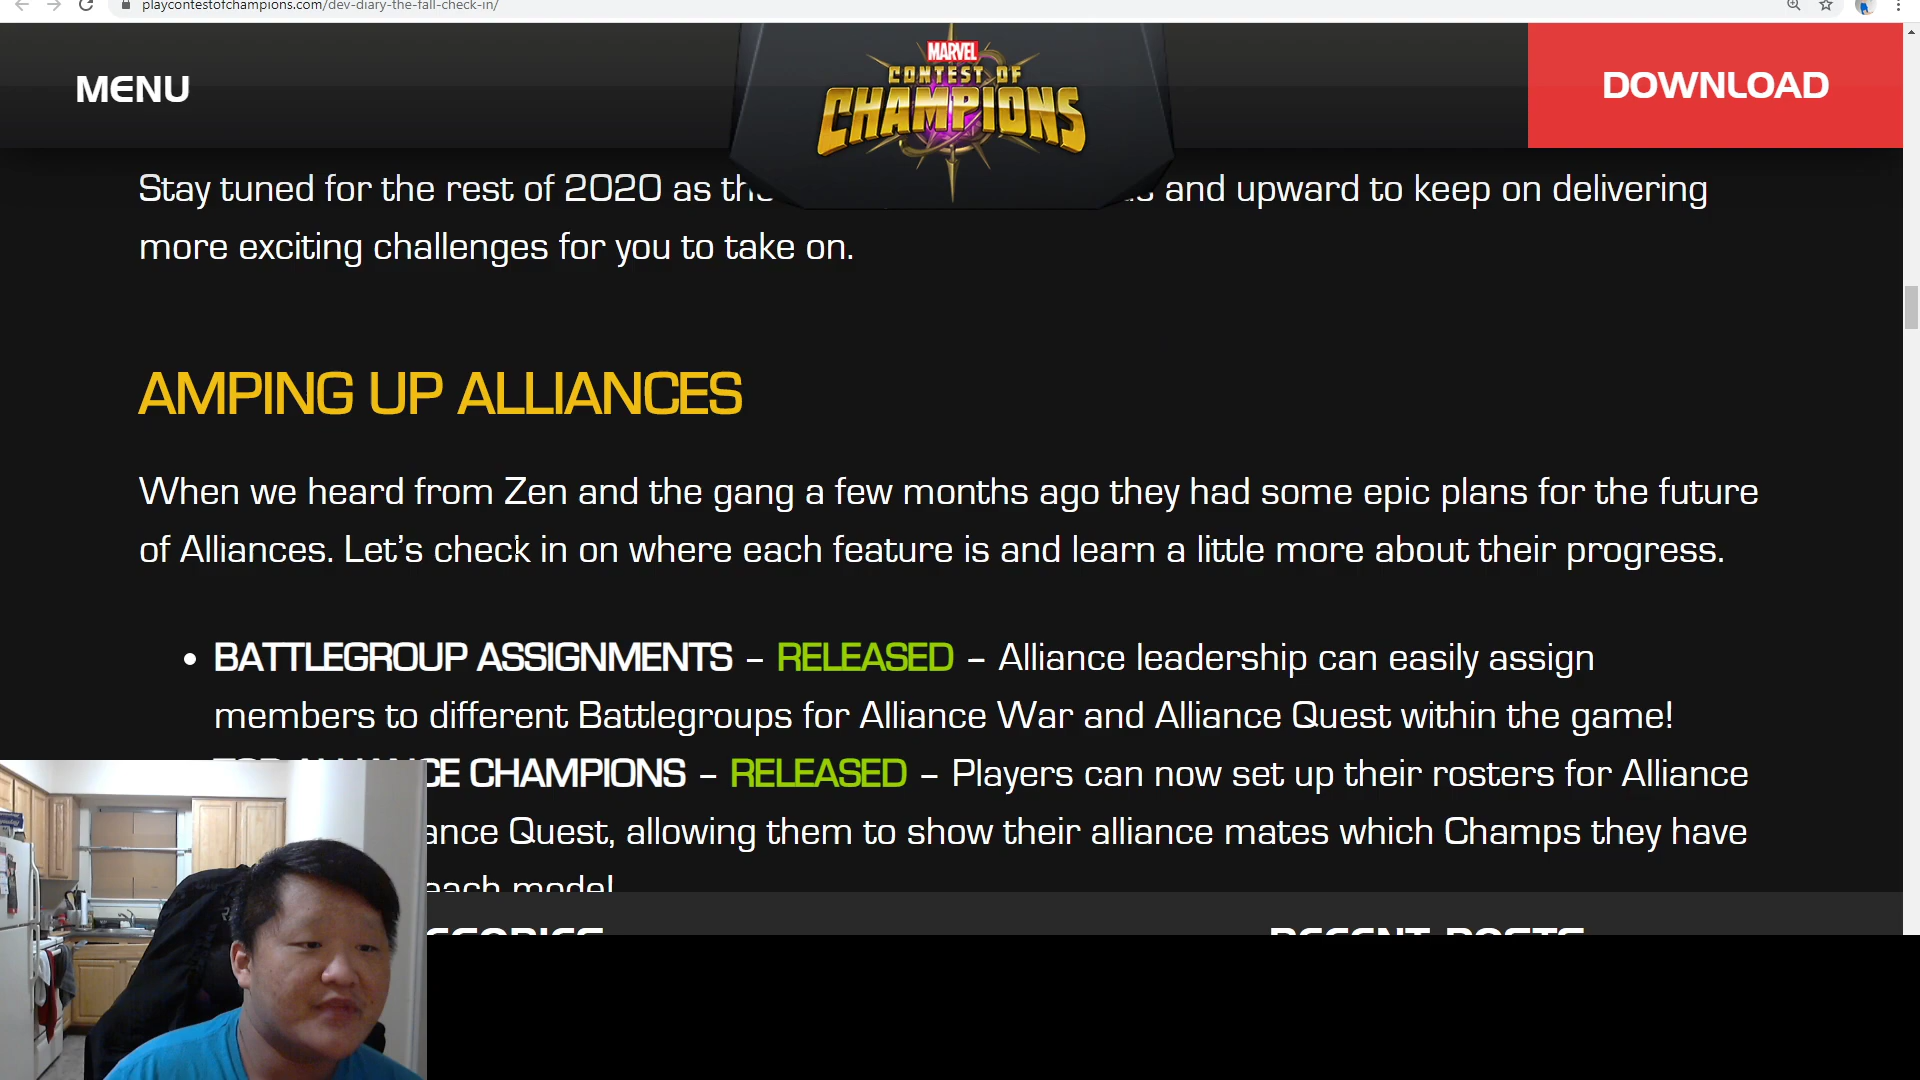 playcontestofchampions.com/dev-diary-the-fall-check-in/
MENU
MARVEL
CONTEST OF
CHAMPIONS
DOWNLOAD
Stay tuned for the rest of 2020 as and upward to keep on delivering
more exciting challenges for you to take on.
AMPING UP ALLIANCES
When we heard from Zen and the gang a few months ago they had some epic plans for the future
of Alliances. Let's check in on where each feature is and learn a little more about their progress.
• BATTLEGROUP ASSIGNMENTS – RELEASED – Alliance leadership can easily assign
members to different Battlegroups for Alliance War and Alliance Quest within the game!
CHAMPIONS – RELEASED – Players can now set up their rosters for Alliance
Quest, allowing them to show their alliance mates which Champs they have
each mode!
RECENT POSTS